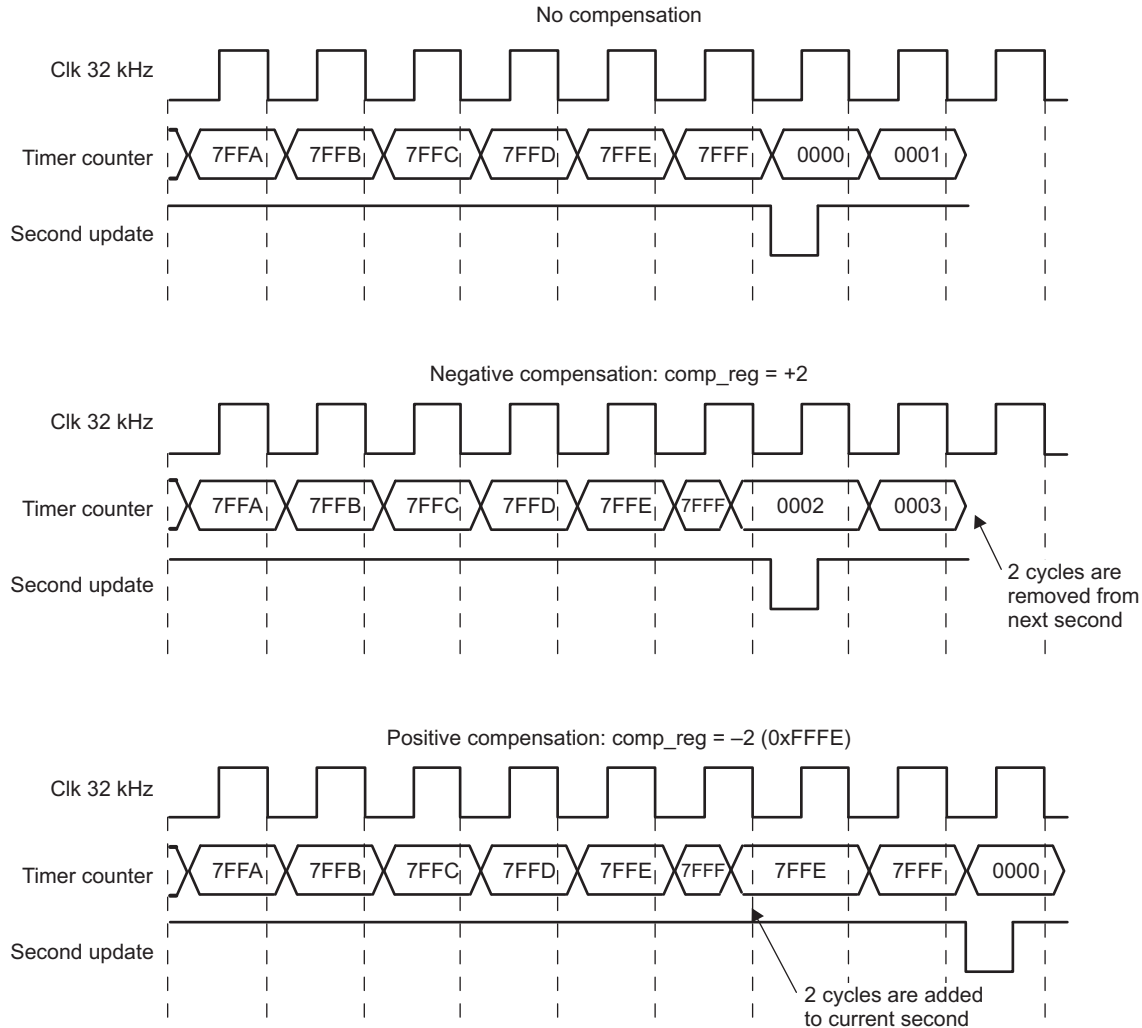 No compensation
Clk 32 kHz
Timer counter
7FFA
7FFB
7FFC
7FFD
7FFE
7FFF
0000
0001
Second update
Negative compensation: comp_reg = +2
Clk 32 kHz
Timer counter
7FFA
7FFB
7FFC
7FFD
7FFE
7FFF
0002
0003
Second update
2 cycles are
removed from
next second
Positive compensation: comp_reg = –2 (0xFFFE)
Clk 32 kHz
Timer counter
7FFA
7FFB
7FFC
7FFD
7FFE
7FFF
7FFE
7FFF
0000
Second update
2 cycles are added
to current second